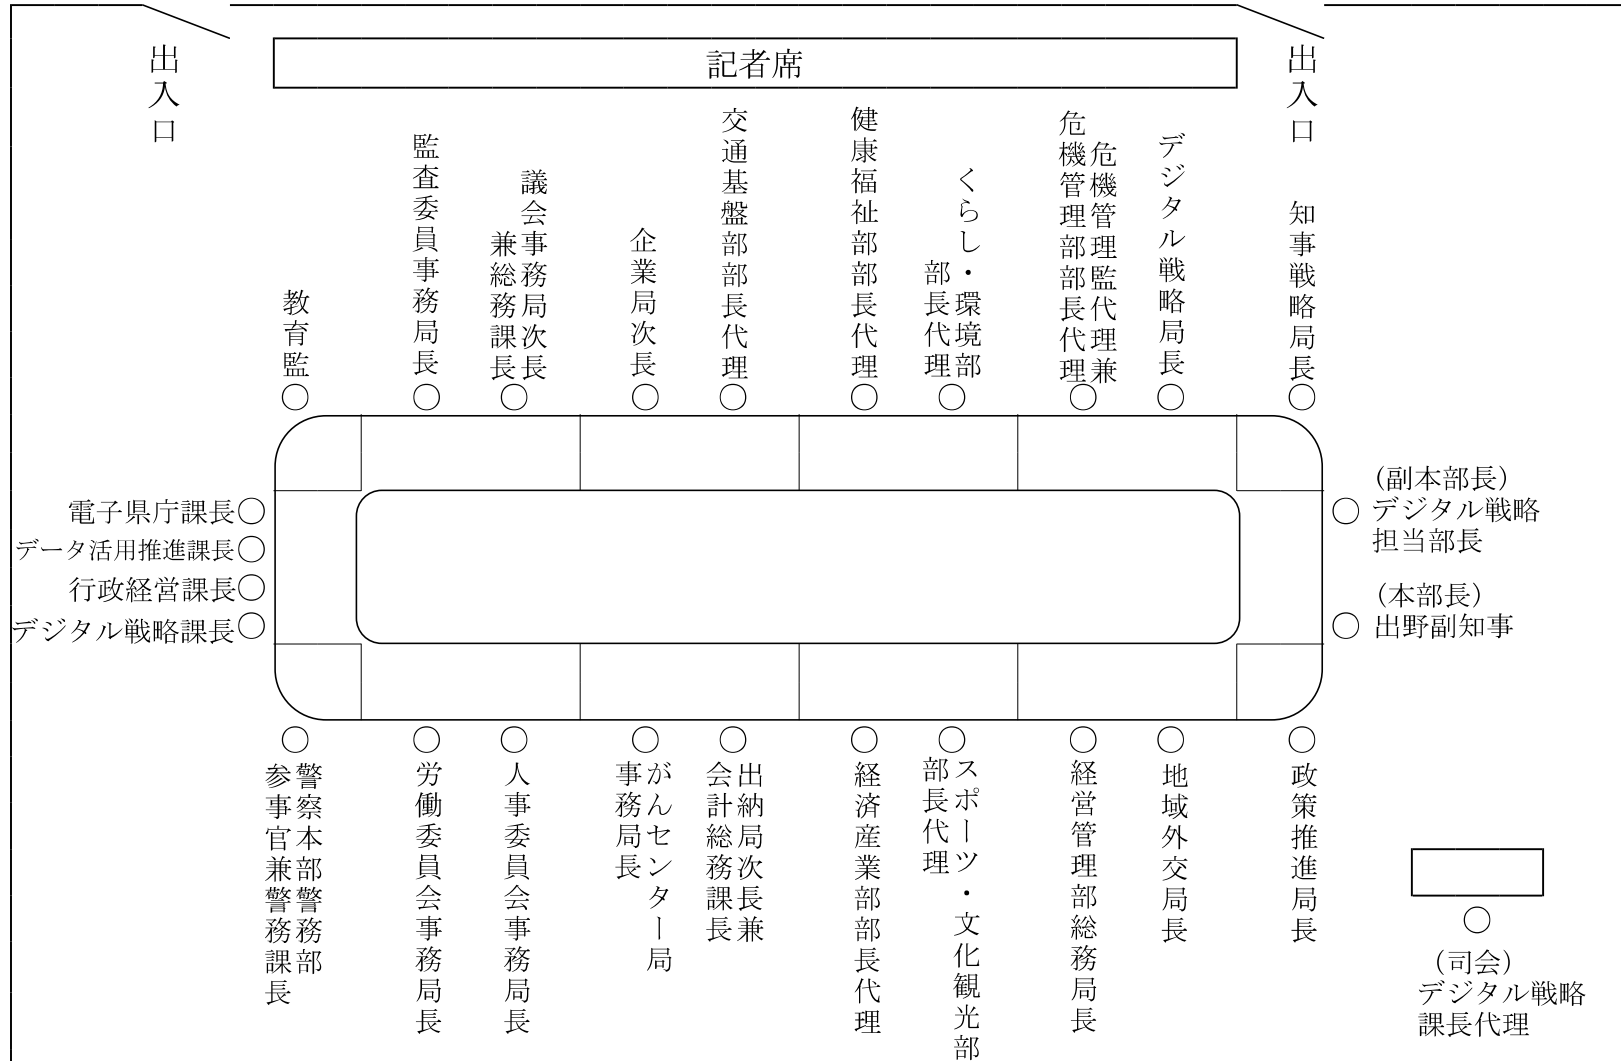 出入口
記者席
出入口
教育監
監査委員事務局長
議会事務局次長
兼総務課長
企業局次長
交通基盤部部長代理
健康福祉部部長代理
くらし・環境部
部長代理
危機管理監代理兼
危機管理部部長代理
デジタル戦略局長
知事戦略局長
電子県庁課長
データ活用推進課長
行政経営課長
デジタル戦略課長
(副本部長)
デジタル戦略
担当部長
(本部長)
出野副知事
警察本部警務部
参事官兼警務課長
労働委員会事務局長
人事委員会事務局長
がんセンター局
事務局長
出納局次長兼
会計総務課長
経済産業部部長代理
スポーツ・文化観光部
部長代理
経営管理部総務局長
地域外交局長
政策推進局長
(司会)
デジタル戦略
課長代理